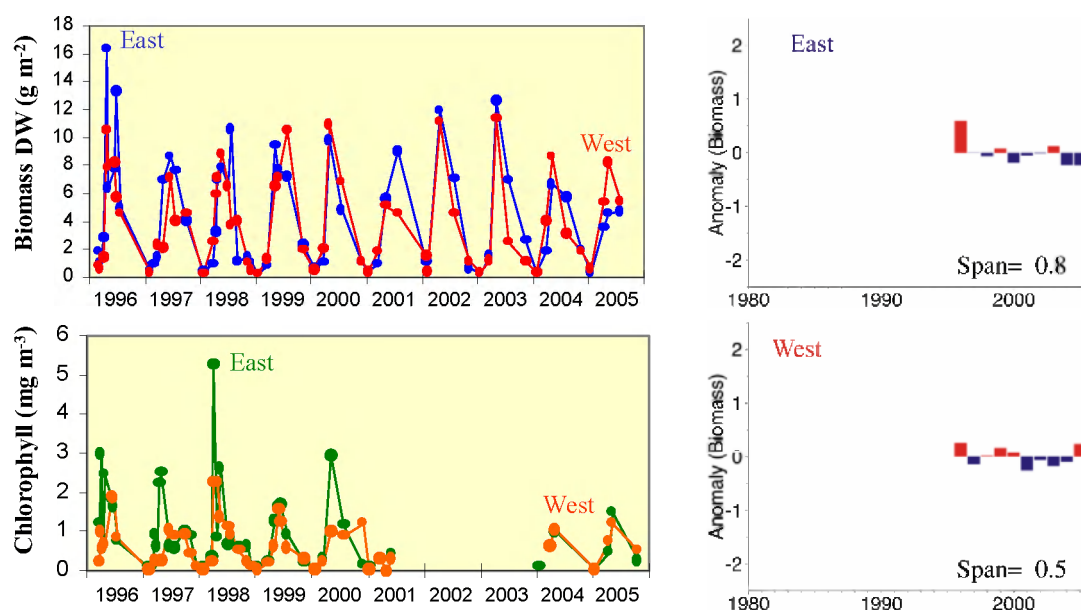 Biomass DW (g m⁻²)
18
16
14
12
10
8
6
4
2
0
East
West
1996 1997 1998 1999 2000 2001 2002 2003 2004 2005
Anomaly (Biomass)
2
1
0
-1
-2
East
Span= 0.8
1980 1990 2000
Chlorophyll (mg m⁻³)
6
5
4
3
2
1
0
East
West
1996 1997 1998 1999 2000 2001 2002 2003 2004 2005
Anomaly (Biomass)
2
1
0
-1
-2
West
Span= 0.5
1980 1990 2000